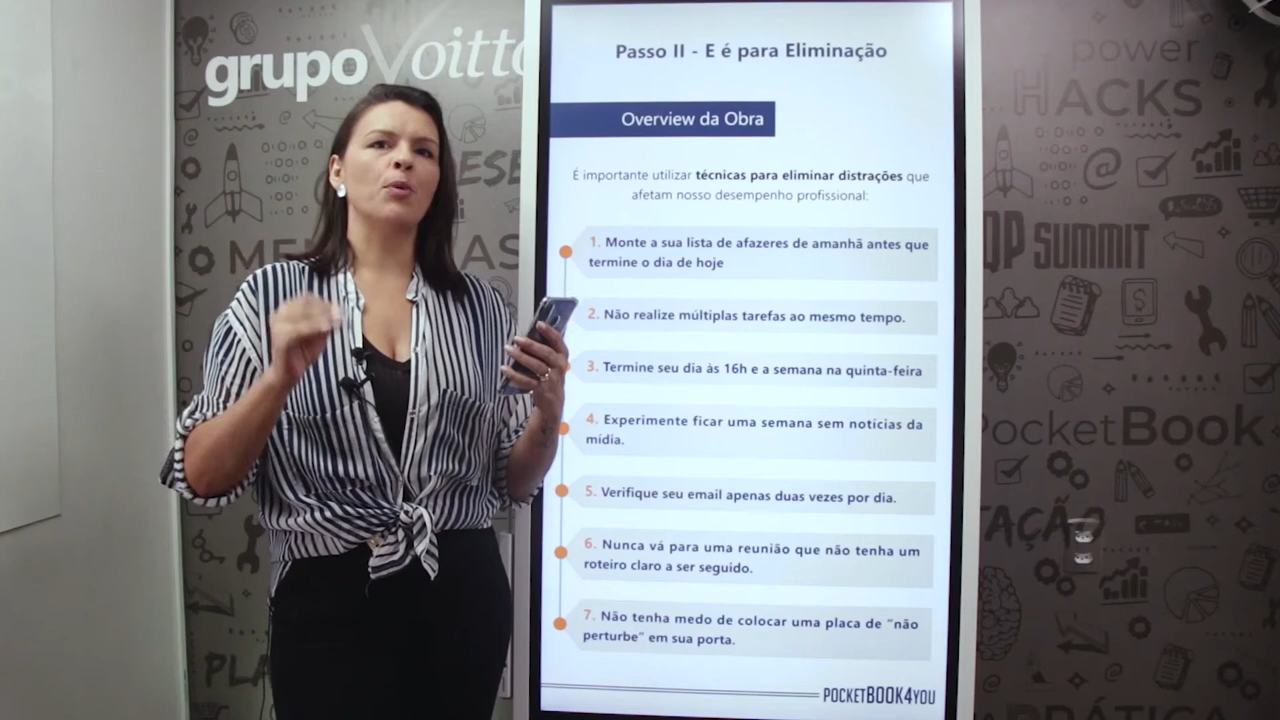 grupoVoitto
Passo II - E é para Eliminação
Overview da Obra
É importante utilizar técnicas para eliminar distrações que
afetam nosso desempenho profissional:
1. Monte a sua lista de afazeres de amanhã antes que
termine o dia de hoje
2. Não realize múltiplas tarefas ao mesmo tempo.
3. Termine seu dia às 16h e a semana na quinta-feira
4. Experimente ficar uma semana sem notícias da
mídia.
5. Verifique seu email apenas duas vezes por dia.
6. Nunca vá para uma reunião que não tenha um
roteiro claro a ser seguido.
7. Não tenha medo de colocar uma placa de “não
perturbe” em sua porta.
POCKETBOOK4YOU
power
HACKS
SUMMIT
PocketBook
TAÇÃO
PRÁTICA